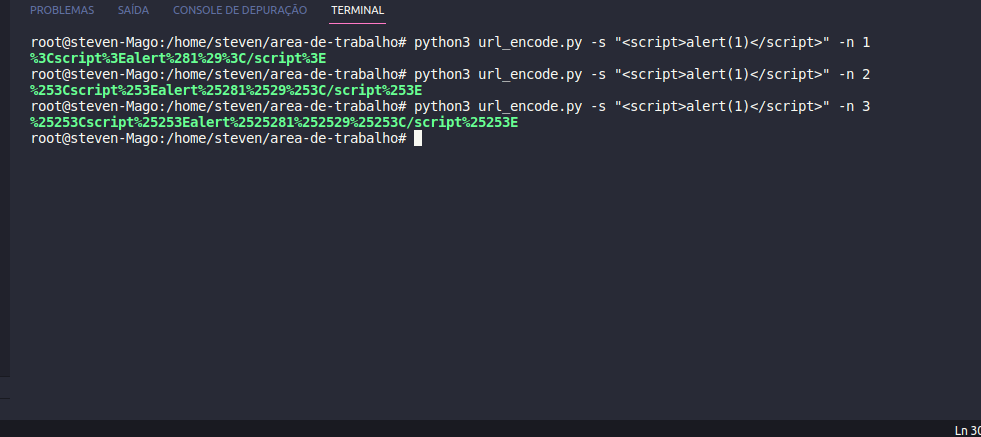 PROBLEMAS SAÍDA CONSOLE DE DEPURAÇÃO TERMINAL
root@steven-Mago:/home/steven/area-de-trabalho# python3 url_encode.py -s "<script>alert(1)</script>" -n 1
%3Cscript%3Ealert%281%29%3C/script%3E
root@steven-Mago:/home/steven/area-de-trabalho# python3 url_encode.py -s "<script>alert(1)</script>" -n 2
%253Cscript%253Ealert%25281%2529%253C/script%253E
root@steven-Mago:/home/steven/area-de-trabalho# python3 url_encode.py -s "<script>alert(1)</script>" -n 3
%25253Cscript%25253Ealert%2525281%252529%25253C/script%25253E
root@steven-Mago:/home/steven/area-de-trabalho#
Ln 30